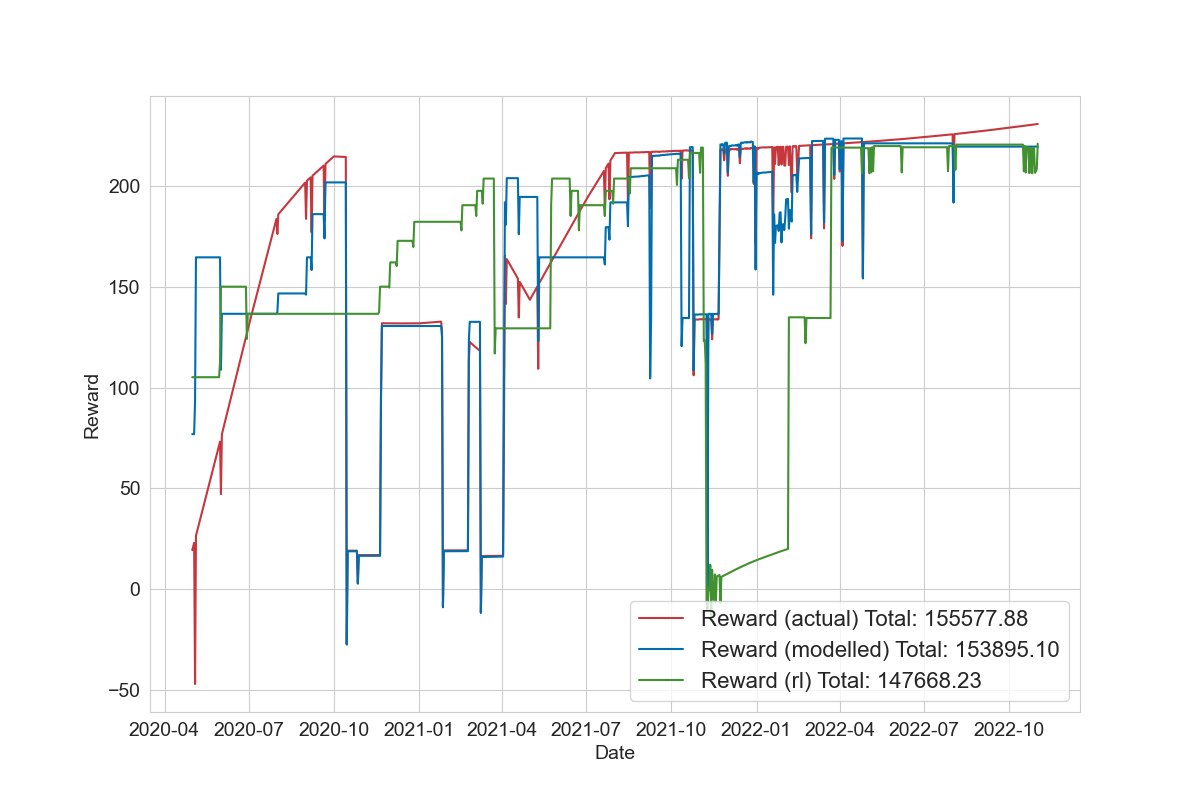 200
150
100
50
0
−50
Reward
2020-04 2020-07 2020-10 2021-01 2021-04 2021-07 2021-10 2022-01 2022-04 2022-07 2022-10
Date
Reward (actual) Total: 155577.88
Reward (modelled) Total: 153895.10
Reward (rl) Total: 147668.23